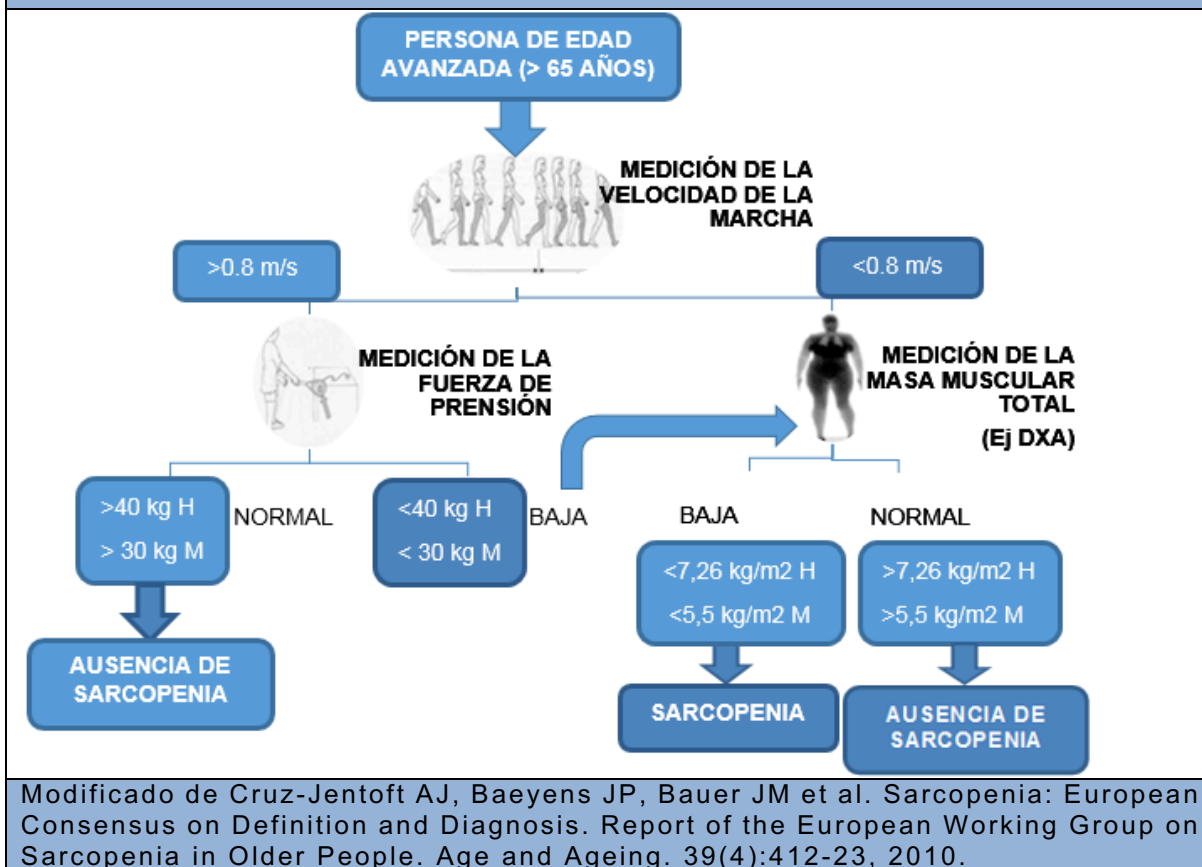 PERSONA DE EDAD
AVANZADA (> 65 AÑOS)
MEDICIÓN DE LA
VELOCIDAD DE LA
MARCHA
>0.8 m/s
<0.8 m/s
MEDICIÓN DE LA
FUERZA DE
PRENSIÓN
MEDICIÓN DE LA
MASA MUSCULAR
TOTAL
(Ej DXA)
>40 kg H
> 30 kg M
NORMAL
<40 kg H
< 30 kg M
BAJA
BAJA
NORMAL
<7,26 kg/m2 H
<5,5 kg/m2 M
>7,26 kg/m2 H
>5,5 kg/m2 M
AUSENCIA DE
SARCOPENIA
SARCOPENIA
AUSENCIA DE
SARCOPENIA
Modificado de Cruz-Jentoft AJ, Baeyens JP, Bauer JM et al. Sarcopenia: European
Consensus on Definition and Diagnosis. Report of the European Working Group on
Sarcopenia in Older People. Age and Ageing. 39(4):412-23, 2010.